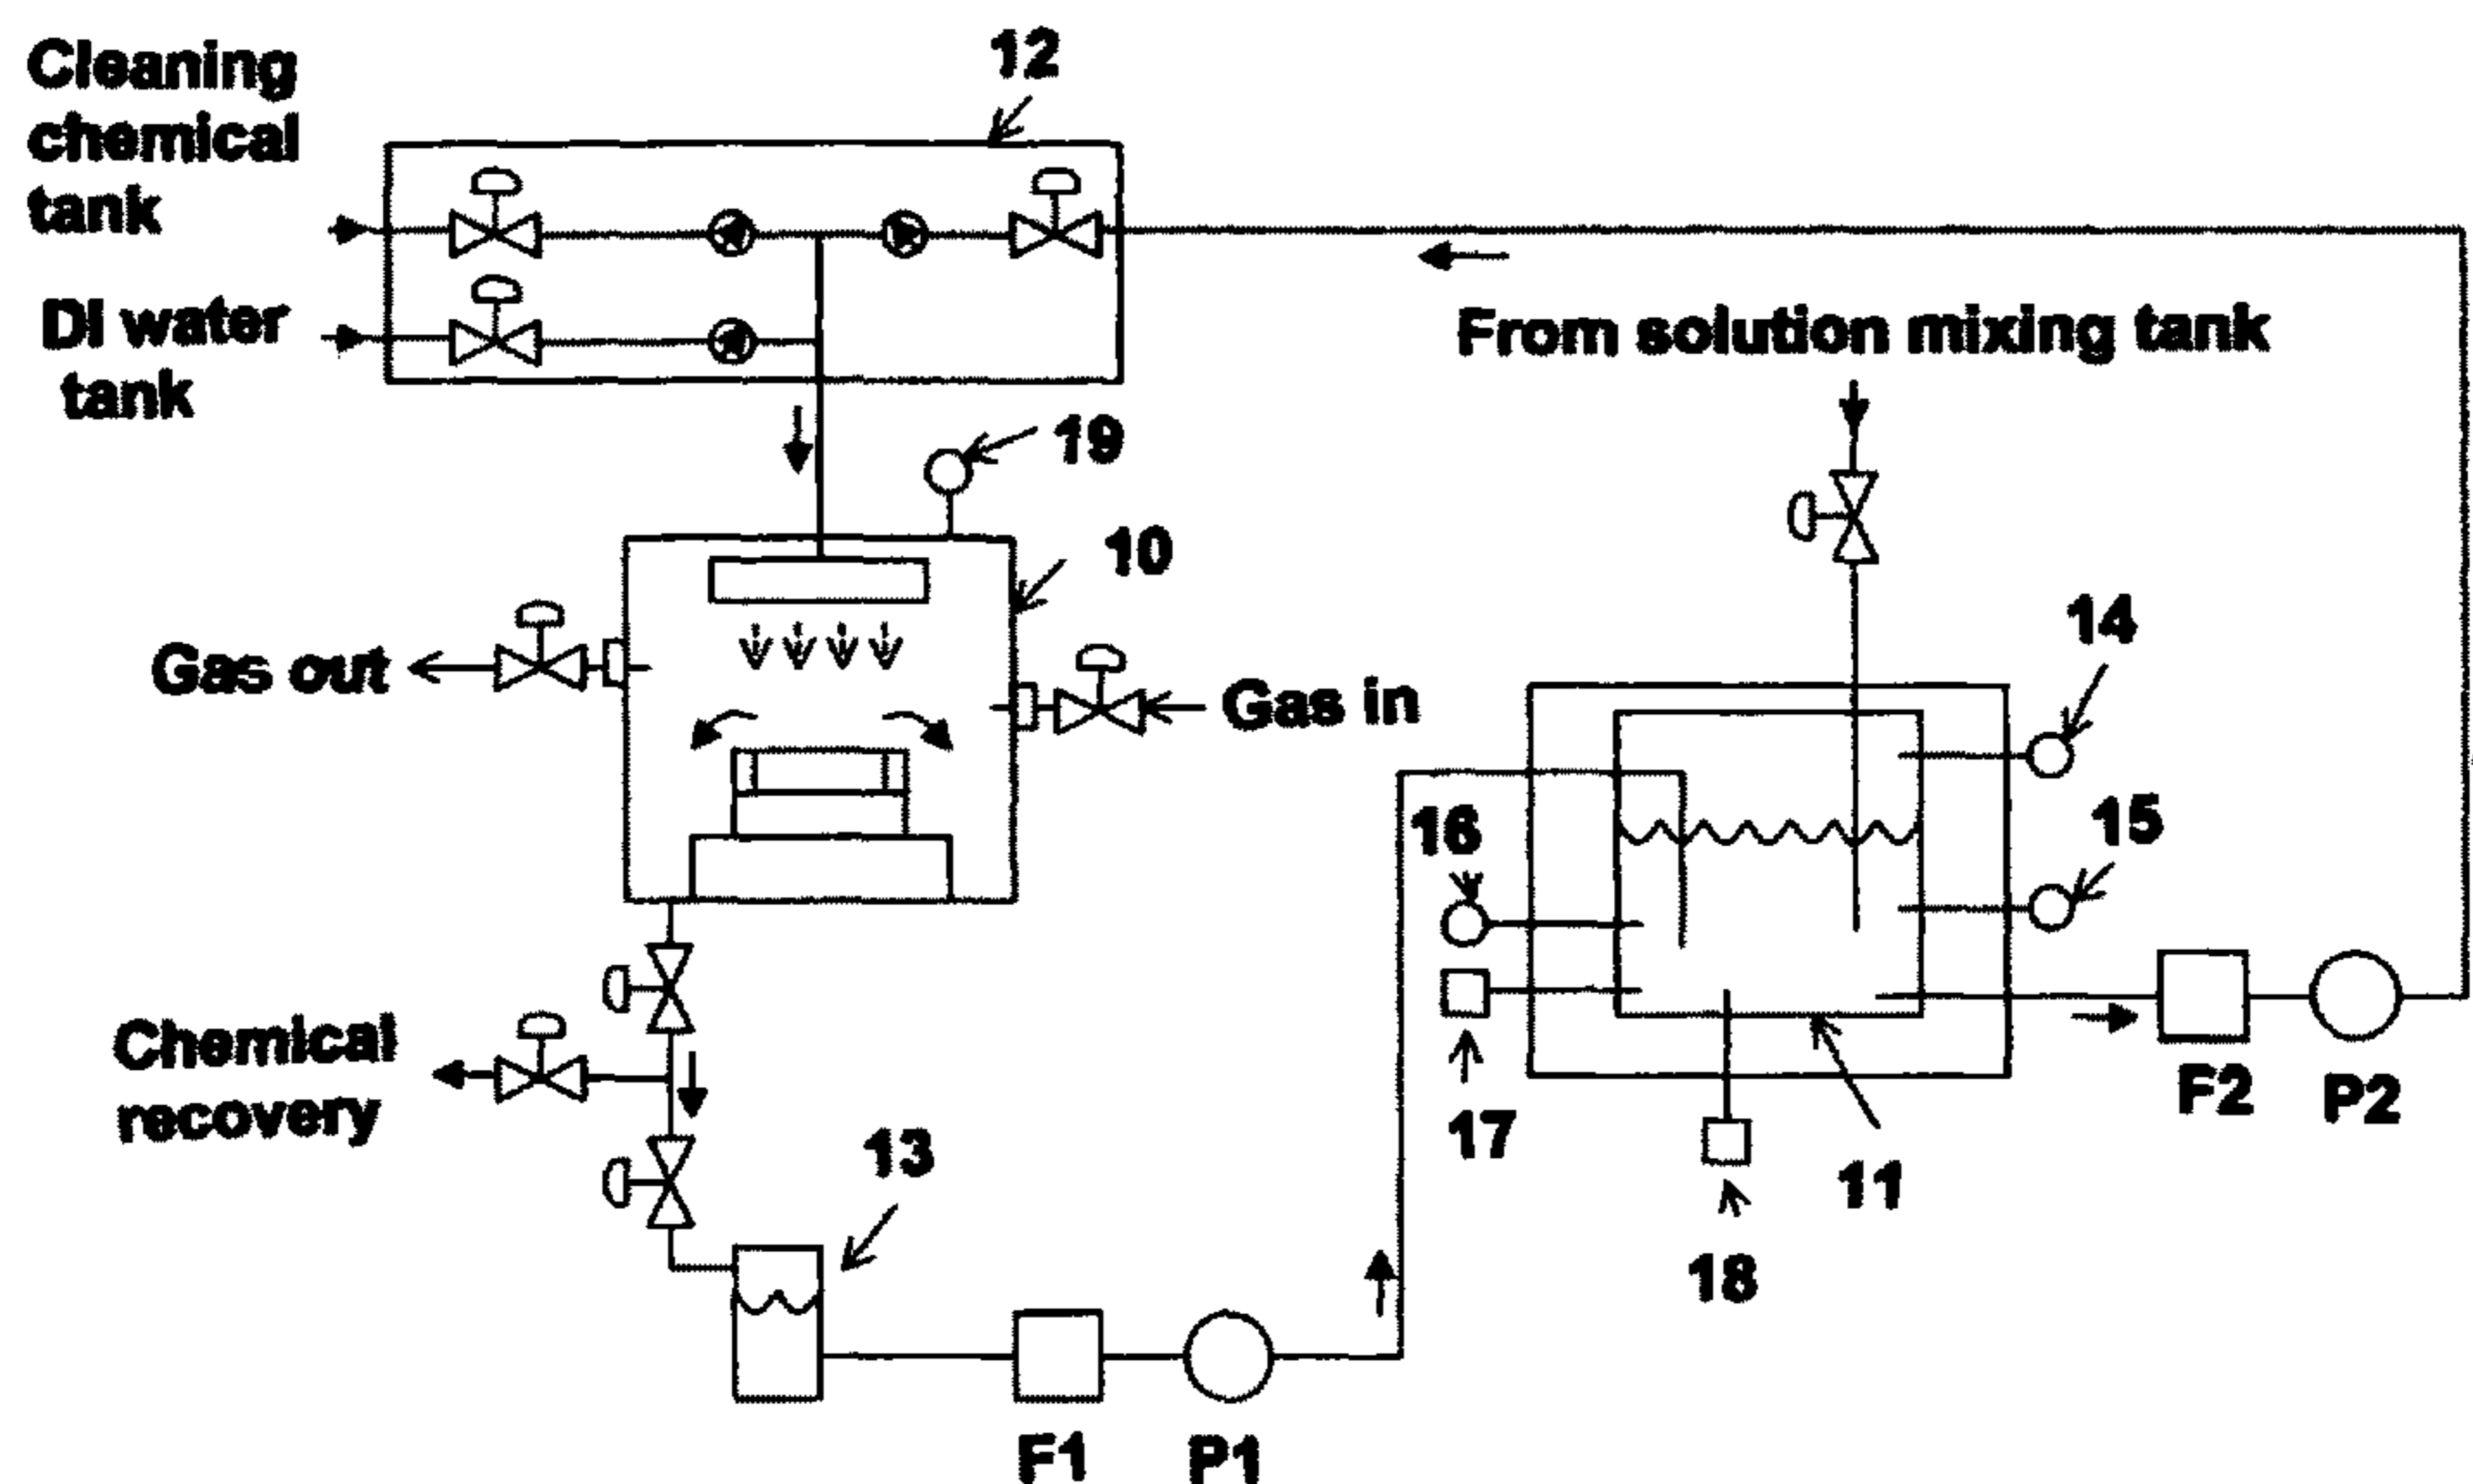 Cleaning
chemical
tank
12
DI water
tank
From solution mixing tank
19
10
14
Gas out
Gas in
16
15
Chemical
recovery
17
F2
P2
13
11
18
F1
P1